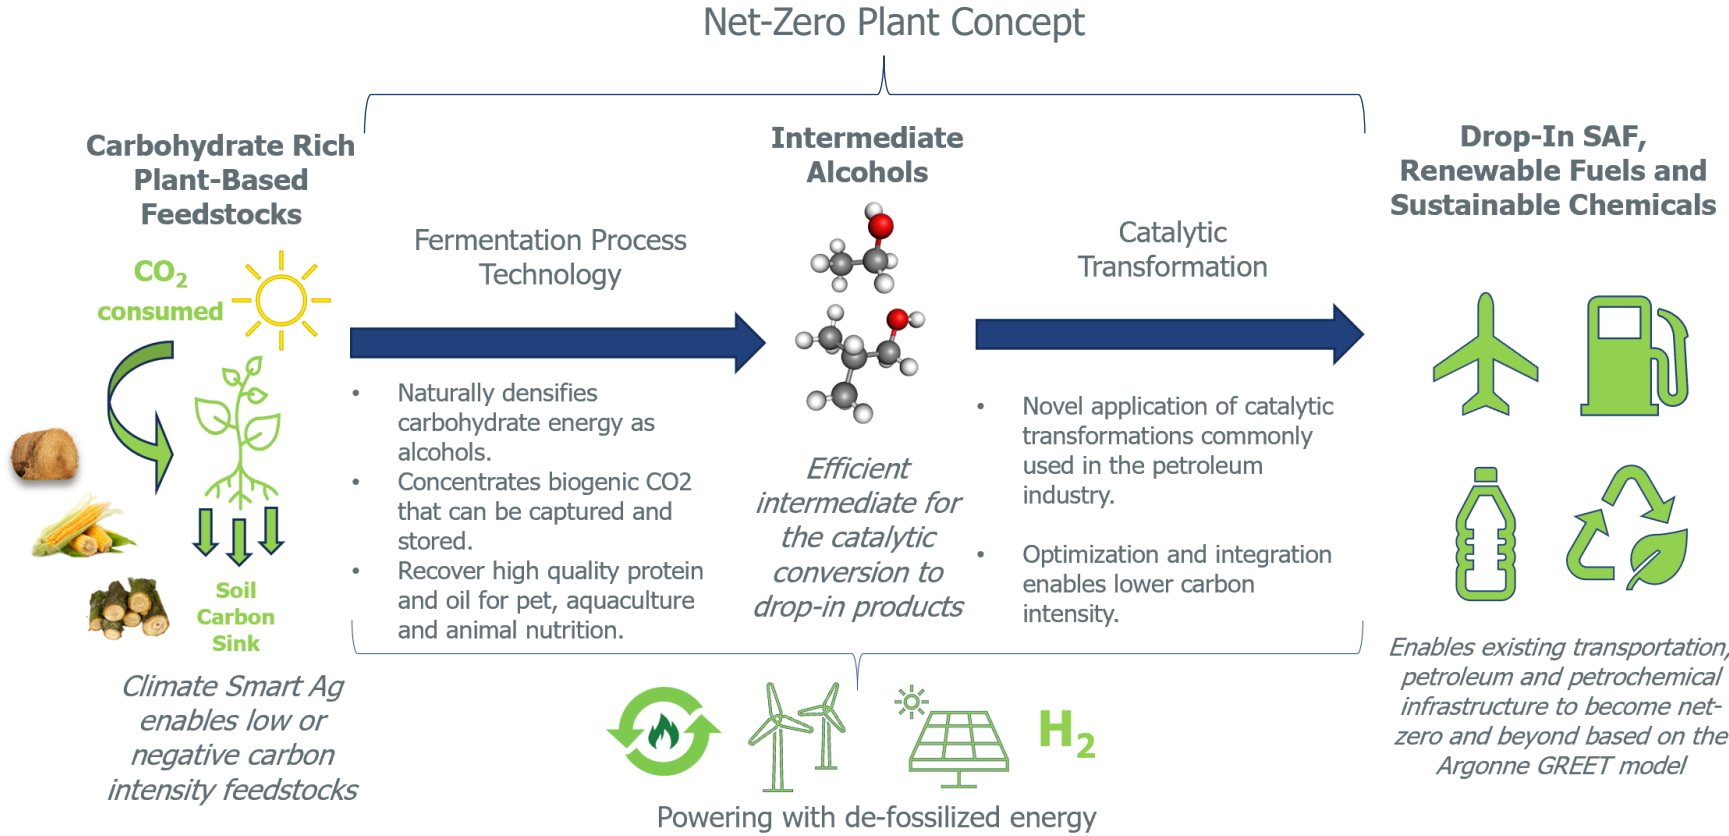 Net-Zero Plant Concept
Carbohydrate Rich
Plant-Based
Feedstocks
CO2
consumed
Soil
Carbon
Sink
Climate Smart Ag
enables low or
negative carbon
intensity feedstocks
Fermentation Process
Technology
• Naturally densifies
carbohydrate energy as
alcohols.
• Concentrates biogenic CO2
that can be captured and
stored.
• Recover high quality protein
and oil for pet, aquaculture
and animal nutrition.
Intermediate
Alcohols
Efficient
intermediate for
the catalytic
conversion to
drop-in products
Catalytic
Transformation
• Novel application of catalytic
transformations commonly
used in the petroleum
industry.
• Optimization and integration
enables lower carbon
intensity.
Drop-In SAF,
Renewable Fuels and
Sustainable Chemicals
Enables existing transportation,
petroleum and petrochemical
infrastructure to become net-
zero and beyond based on the
Argonne GREET model
H2
Powering with de-fossilized energy